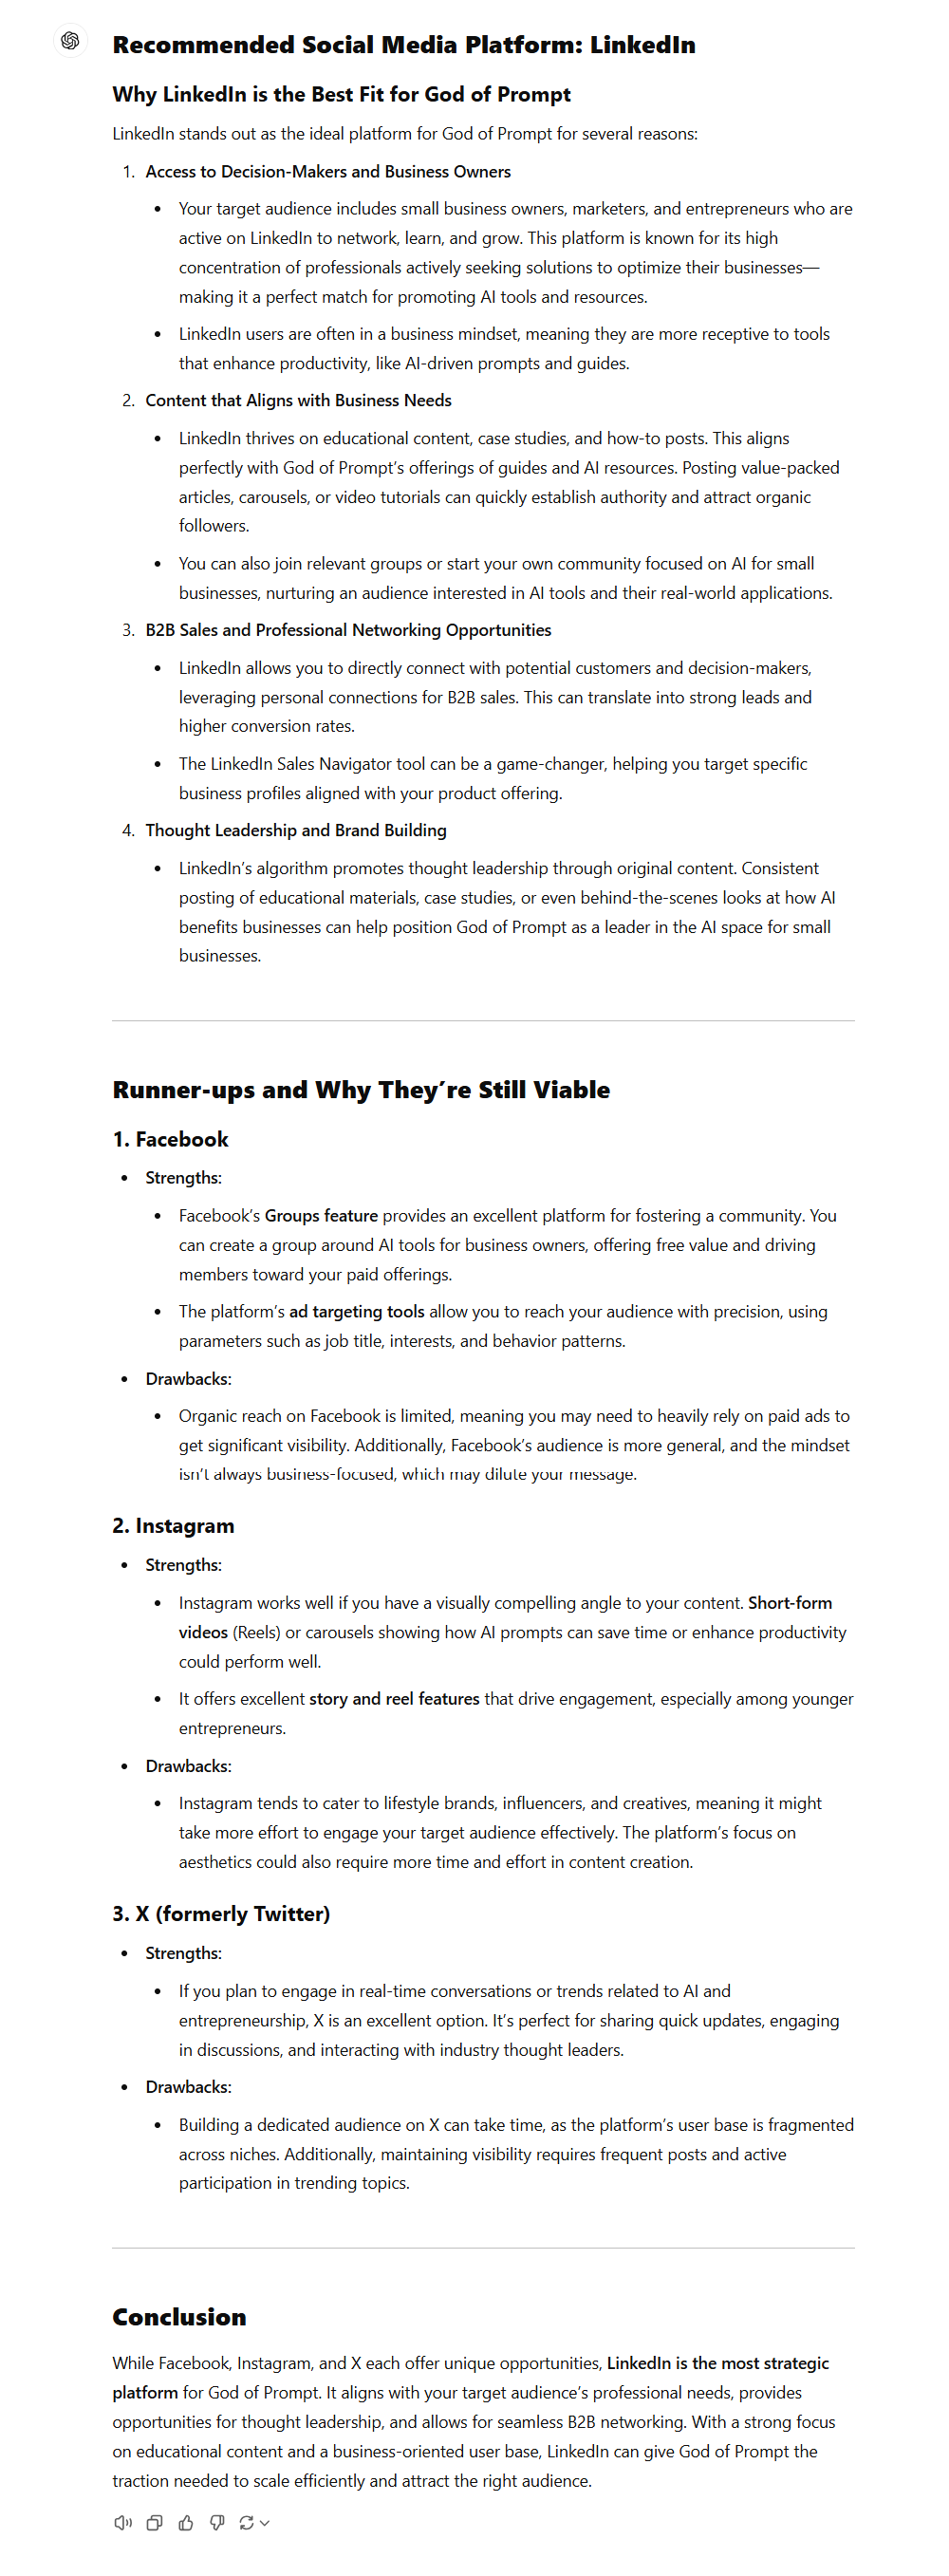 Recommended Social Media Platform: LinkedIn
Why LinkedIn is the Best Fit for God of Prompt
LinkedIn stands out as the ideal platform for God of Prompt for several reasons:
1. Access to Decision-Makers and Business Owners
• Your target audience includes small business owners, marketers, and entrepreneurs who are
active on LinkedIn to network, learn, and grow. This platform is known for its high
concentration of professionals actively seeking solutions to optimize their businesses—
making it a perfect match for promoting AI tools and resources.
• LinkedIn users are often in a business mindset, meaning they are more receptive to tools
that enhance productivity, like AI-driven prompts and guides.
2. Content that Aligns with Business Needs
• LinkedIn thrives on educational content, case studies, and how-to posts. This aligns
perfectly with God of Prompt’s offerings of guides and AI resources. Posting value-packed
articles, carousels, or video tutorials can quickly establish authority and attract organic
followers.
• You can also join relevant groups or start your own community focused on AI for small
businesses, nurturing an audience interested in AI tools and their real-world applications.
3. B2B Sales and Professional Networking Opportunities
• LinkedIn allows you to directly connect with potential customers and decision-makers,
leveraging personal connections for B2B sales. This can translate into strong leads and
higher conversion rates.
• The LinkedIn Sales Navigator tool can be a game-changer, helping you target specific
business profiles aligned with your product offering.
4. Thought Leadership and Brand Building
• LinkedIn’s algorithm promotes thought leadership through original content. Consistent
posting of educational materials, case studies, or even behind-the-scenes looks at how AI
benefits businesses can help position God of Prompt as a leader in the AI space for small
businesses.
Runner-ups and Why They’re Still Viable
1. Facebook
• Strengths:
• Facebook’s Groups feature provides an excellent platform for fostering a community. You
can create a group around AI tools for business owners, offering free value and driving
members toward your paid offerings.
• The platform’s ad targeting tools allow you to reach your audience with precision, using
parameters such as job title, interests, and behavior patterns.
• Drawbacks:
• Organic reach on Facebook is limited, meaning you may need to heavily rely on paid ads to
get significant visibility. Additionally, Facebook’s audience is more general, and the mindset
isn’t always business-focused, which may dilute your message.
2. Instagram
• Strengths:
• Instagram works well if you have a visually compelling angle to your content. Short-form
videos (Reels) or carousels showing how AI prompts can save time or enhance productivity
could perform well.
• It offers excellent story and reel features that drive engagement, especially among younger
entrepreneurs.
• Drawbacks:
• Instagram tends to cater to lifestyle brands, influencers, and creatives, meaning it might
take more effort to engage your target audience effectively. The platform’s focus on
aesthetics could also require more time and effort in content creation.
3. X (formerly Twitter)
• Strengths:
• If you plan to engage in real-time conversations or trends related to AI and
entrepreneurship, X is an excellent option. It’s perfect for sharing quick updates, engaging
in discussions, and interacting with industry thought leaders.
• Drawbacks:
• Building a dedicated audience on X can take time, as the platform’s user base is fragmented
across niches. Additionally, maintaining visibility requires frequent posts and active
participation in trending topics.
Conclusion
While Facebook, Instagram, and X each offer unique opportunities, LinkedIn is the most strategic
platform for God of Prompt. It aligns with your target audience’s professional needs, provides
opportunities for thought leadership, and allows for seamless B2B networking. With a strong focus
on educational content and a business-oriented user base, LinkedIn can give God of Prompt the
traction needed to scale efficiently and attract the right audience.